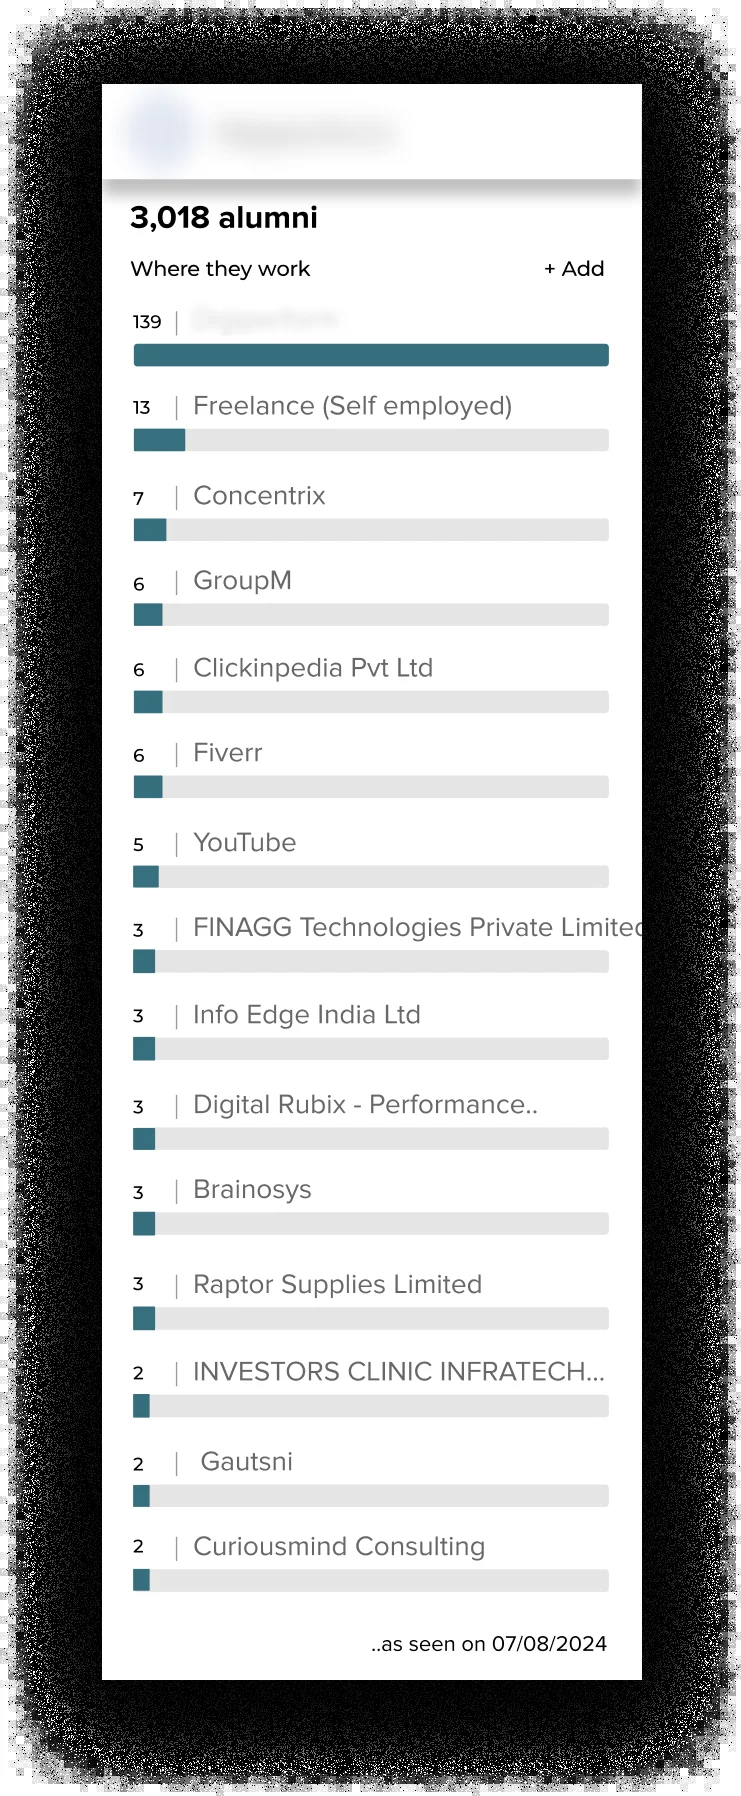 3,018 alumni
Where they work + Add
139 |
13 | Freelance (Self employed)
7 | Concentrix
6 | GroupM
6 | Clickinpedia Pvt Ltd
6 | Fiverr
5 | YouTube
3 | FINAGG Technologies Private Limited
3 | Info Edge India Ltd
3 | Digital Rubix - Performance..
3 | Brainosys
3 | Raptor Supplies Limited
2 | INVESTORS CLINIC INFRATECH...
2 | Gautsni
2 | Curiousmind Consulting
..as seen on 07/08/2024